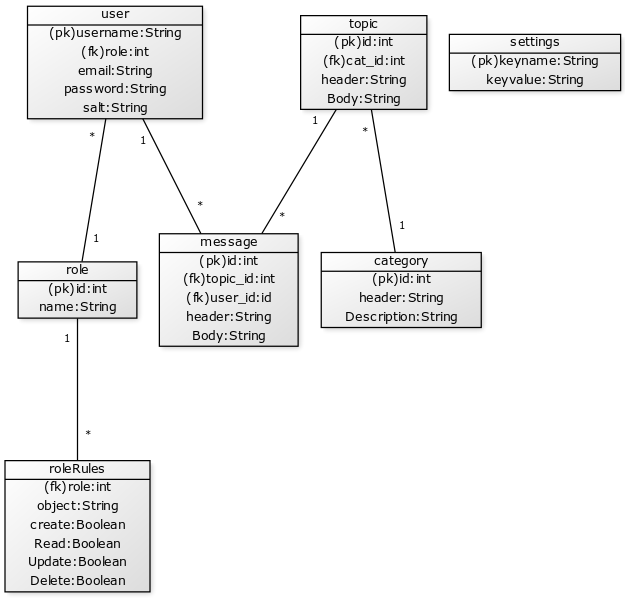 user
(pk)username:String
(fk)role:int
email:String
password:String
salt:String
topic
(pk)id:int
(fk)cat_id:int
header:String
Body:String
settings
(pk)keyname:String
keyvalue:String
*
1
1
*
1
*
*
1
role
(pk)id:int
name:String
message
(pk)id:int
(fk)topic_id:int
(fk)user_id:id
header:String
Body:String
category
(pk)id:int
header:String
Description:String
1
*
roleRules
(fk)role:int
object:String
create:Boolean
Read:Boolean
Update:Boolean
Delete:Boolean